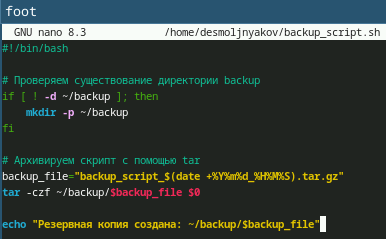 foot
GNU nano 8.3 /home/desmoljnyakov/backup_script.sh
#!/bin/bash
# Проверяем существование директории backup
if [ ! -d ~/backup ]; then
    mkdir -p ~/backup
fi
# Архивируем скрипт с помощью tar
backup_file="backup_script_$(date +%Y%m%d_%H%M%S).tar.gz"
tar -czf ~/backup/$backup_file $0
echo "Резервная копия создана: ~/backup/$backup_file"